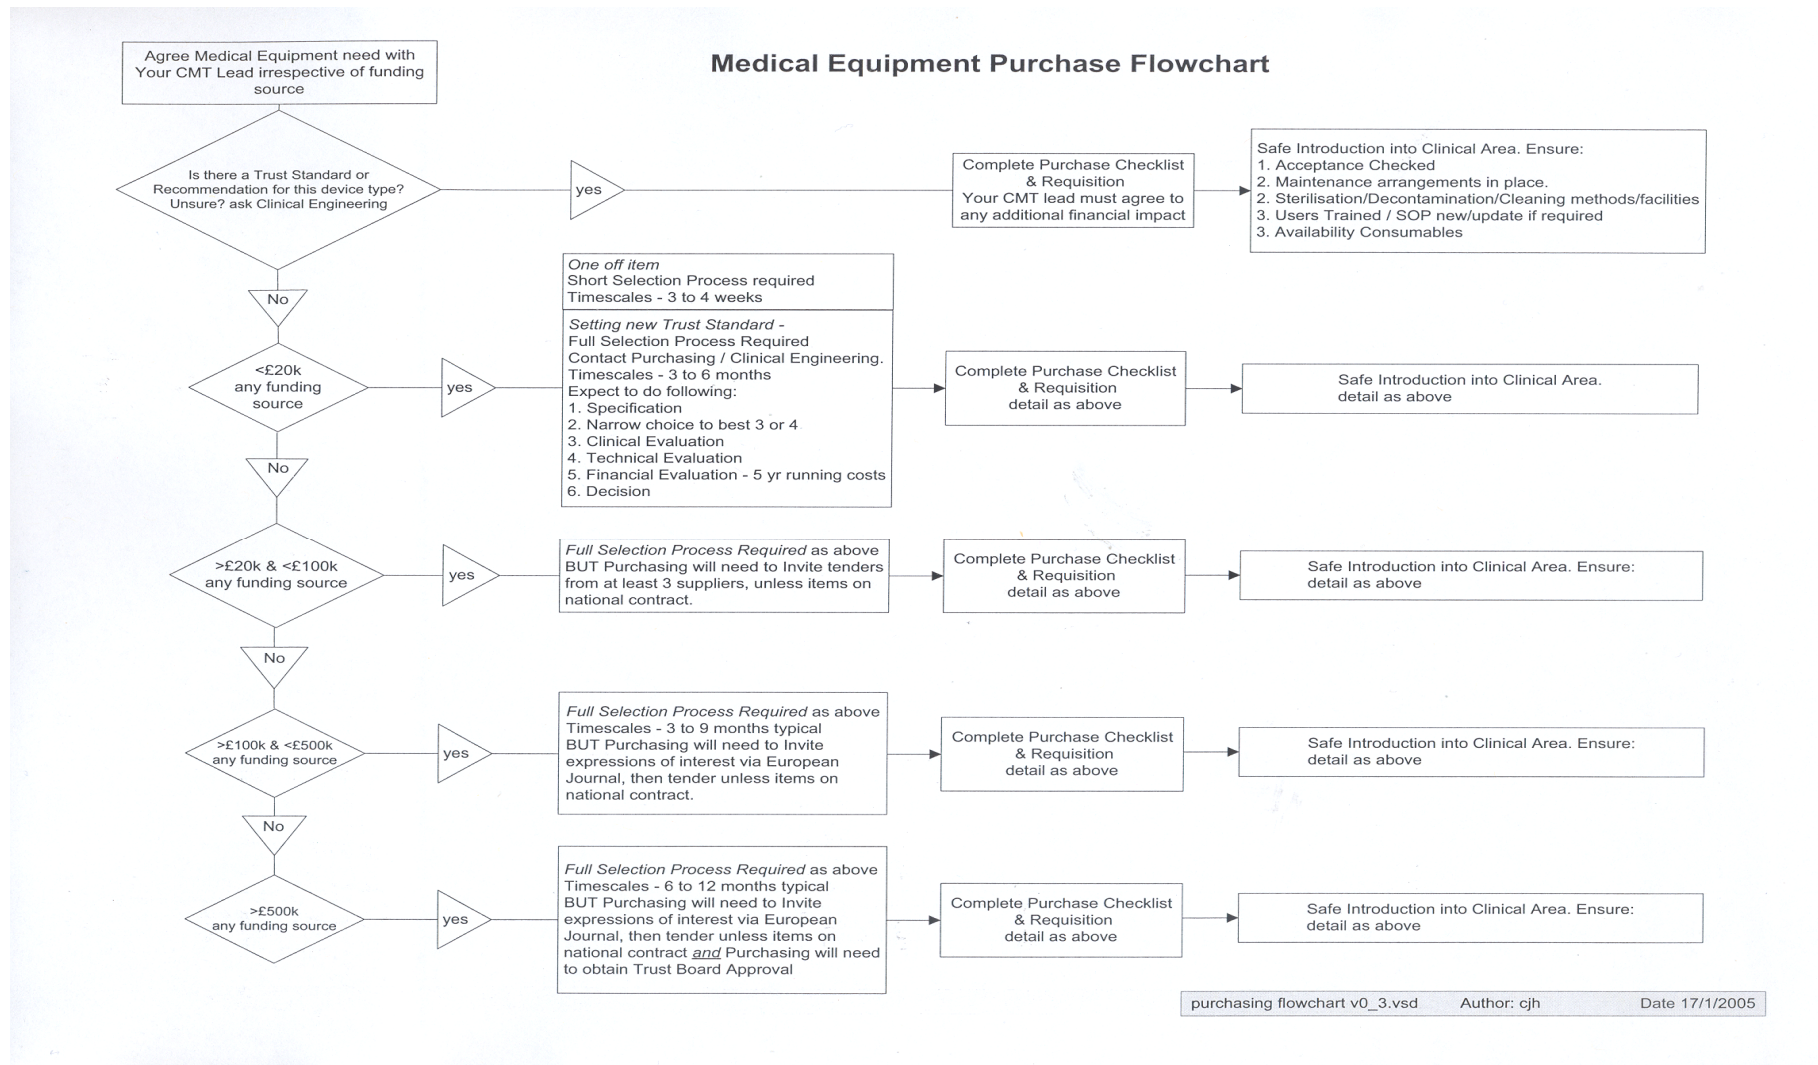 Medical Equipment Purchase Flowchart
Agree Medical Equipment need with
Your CMT Lead irrespective of funding
source
Is there a Trust Standard or
Recommendation for this device type?
Unsure? ask Clinical Engineering
yes
Complete Purchase Checklist
& Requisition
Your CMT lead must agree to
any additional financial impact
Safe Introduction into Clinical Area. Ensure:
1. Acceptance Checked
2. Maintenance arrangements in place.
2. Sterilisation/Decontamination/Cleaning methods/facilities
3. Users Trained / SOP new/update if required
3. Availability Consumables
No
<£20k
any funding
source
yes
One off item
Short Selection Process required
Timescales - 3 to 4 weeks
Setting new Trust Standard -
Full Selection Process Required
Contact Purchasing / Clinical Engineering.
Timescales - 3 to 6 months
Expect to do following:
1. Specification
2. Narrow choice to best 3 or 4
3. Clinical Evaluation
4. Technical Evaluation
5. Financial Evaluation - 5 yr running costs
6. Decision
Complete Purchase Checklist
& Requisition
detail as above
Safe Introduction into Clinical Area.
detail as above
No
>£20k & <£100k
any funding source
yes
Full Selection Process Required as above
BUT Purchasing will need to Invite tenders
from at least 3 suppliers, unless items on
national contract.
Complete Purchase Checklist
& Requisition
detail as above
Safe Introduction into Clinical Area. Ensure:
detail as above
No
>£100k & <£500k
any funding source
yes
Full Selection Process Required as above
Timescales - 3 to 9 months typical
BUT Purchasing will need to Invite
expressions of interest via European
Journal, then tender unless items on
national contract.
Complete Purchase Checklist
& Requisition
detail as above
Safe Introduction into Clinical Area. Ensure:
detail as above
No
>£500k
any funding source
yes
Full Selection Process Required as above
Timescales - 6 to 12 months typical
BUT Purchasing will need to Invite
expressions of interest via European
Journal, then tender unless items on
national contract and Purchasing will need
to obtain Trust Board Approval
Complete Purchase Checklist
& Requisition
detail as above
Safe Introduction into Clinical Area. Ensure:
detail as above
purchasing flowchart v0_3.vsd Author: cjh Date 17/1/2005